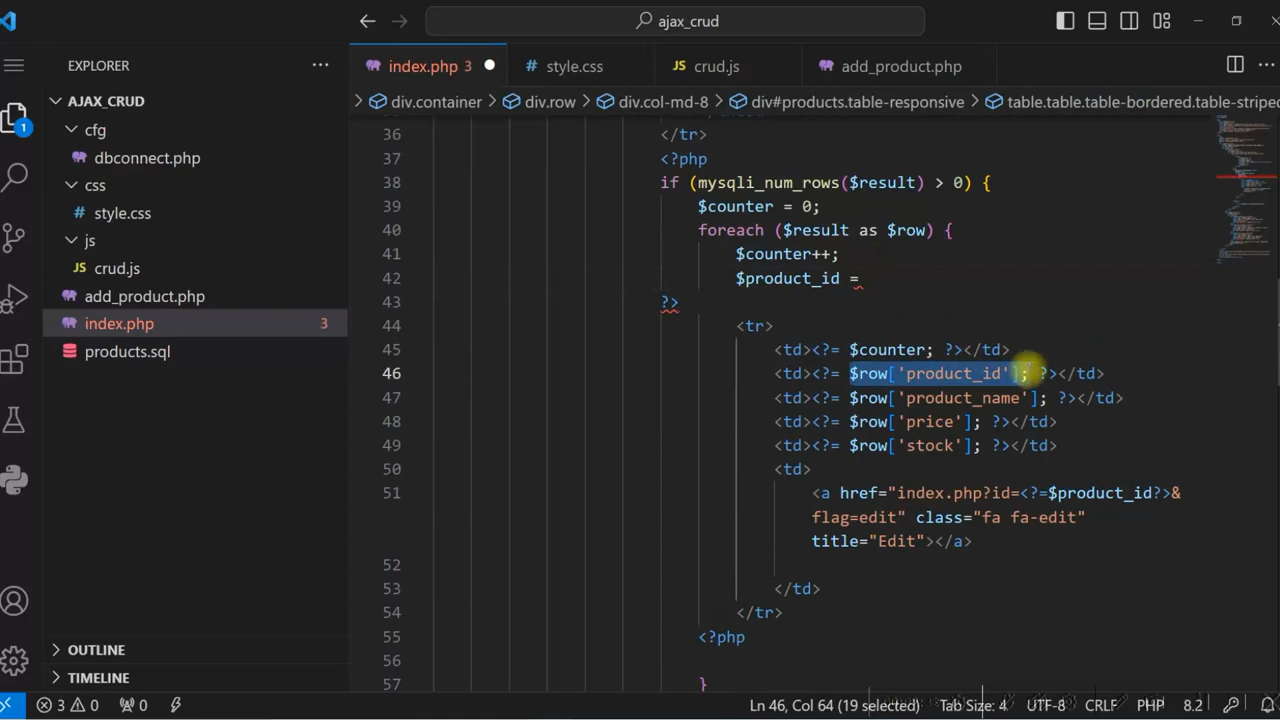 ajax_crud
EXPLORER
index.php 3
style.css
crud.js
add_product.php
AJAX_CRUD
div.container
div.row
div.col-md-8
div#products.table-responsive
table.table.table-bordered.table-striped
cfg
dbconnect.php
css
style.css
js
crud.js
add_product.php
index.php 3
products.sql
1
36 </tr>
37 <?php
38 if (mysqli_num_rows($result) > 0) {
39 $counter = 0;
40 foreach ($result as $row) {
41 $counter++;
42 $product_id =
43 ?>
44 <tr>
45 <td><?= $counter; ?></td>
46 <td><?= $row['product_id']; ?></td>
47 <td><?= $row['product_name']; ?></td>
48 <td><?= $row['price']; ?></td>
49 <td><?= $row['stock']; ?></td>
50 <td>
51 <a href="index.php?id=<?=$product_id?>&
flag=edit" class="fa fa-edit"
title="Edit"></a>
52
53 </td>
54 </tr>
55 <?php
56
57 }
OUTLINE
TIMELINE
3 0 0
Ln 46, Col 64 (19 selected) Tab Size: 4 UTF-8 CRLF PHP 8.2